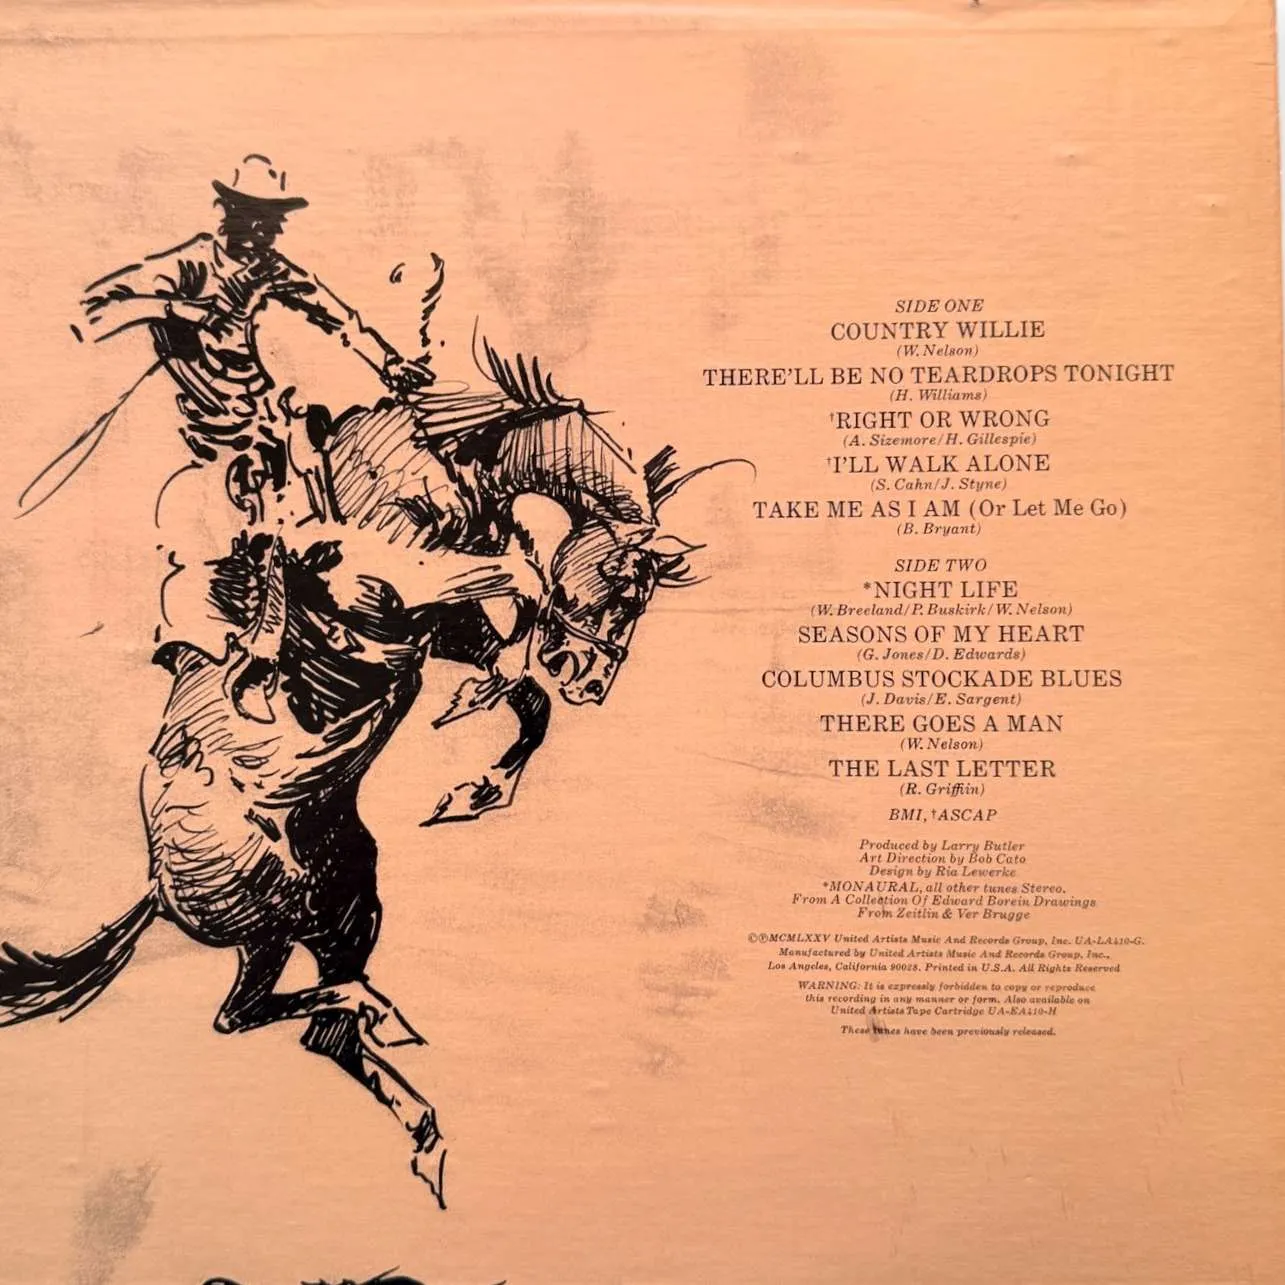 SIDE ONE
COUNTRY WILLIE
(W. Nelson)
THERE'LL BE NO TEARDROPS TONIGHT
(H. Williams)
†RIGHT OR WRONG
(A. Sizemore/H. Gillespie)
†I'LL WALK ALONE
(S. Cahn/J. Styne)
TAKE ME AS I AM (Or Let Me Go)
(B. Bryant)
SIDE TWO
*NIGHT LIFE
(W. Breeland/P. Buskirk/W. Nelson)
SEASONS OF MY HEART
(G. Jones/D. Edwards)
COLUMBUS STOCKADE BLUES
(J. Davis/E. Sargent)
THERE GOES A MAN
(W. Nelson)
THE LAST LETTER
(R. Griffin)
BMI, †ASCAP
Produced by Larry Butler
Art Direction by Bob Cato
Design by Ria Lewerke
*MONAURAL, all other tunes Stereo.
From A Collection Of Edward Borein Drawings
From Zeitlin & Ver Brugge
©℗MCMLXXV United Artists Music And Records Group, Inc. UA-LA410-G.
Manufactured by United Artists Music And Records Group, Inc.,
Los Angeles, California 90028. Printed in U.S.A. All Rights Reserved
WARNING: It is expressly forbidden to copy or reproduce
this recording in any manner or form. Also available on
United Artists Tape Cartridge UA-EA410-H
These tunes have been previously released.